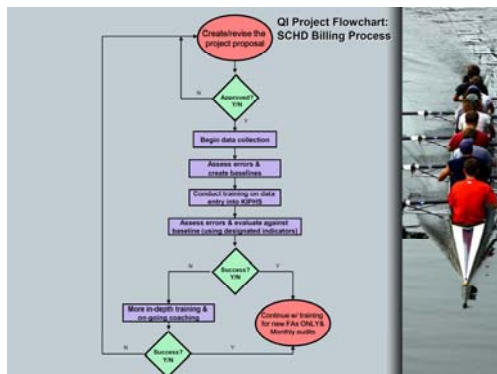 QI Project Flowchart:
SCHD Billing Process
Create/revise the
project proposal
N
Approved?
Y/N
Y
Begin data collection
Assess errors &
create baselines
Conduct training on data
entry into KIPHS
Assess errors & evaluate against
baseline (using designated indicators)
N
Success?
Y/N
Y
More in-depth training &
on-going coaching
Continue w/ training
for new FAs ONLY&
Monthly audits
N
Success?
Y/N
Y